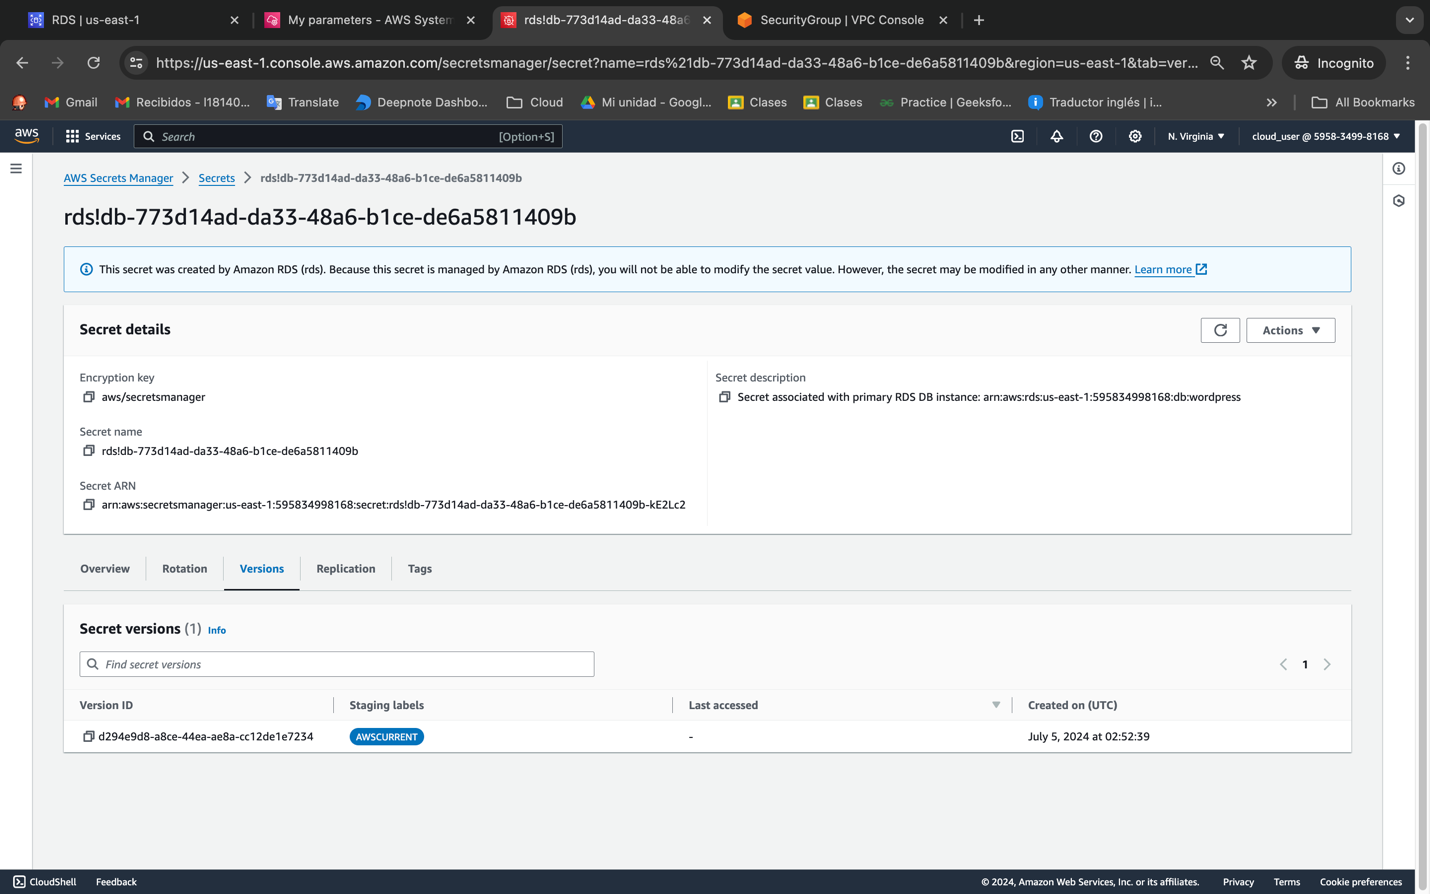 RDS | us-east-1
My parameters - AWS System
rds!db-773d14ad-da33-48a6
SecurityGroup | VPC Console
https://us-east-1.console.aws.amazon.com/secretsmanager/secret?name=rds%21db-773d14ad-da33-48a6-b1ce-de6a5811409b&region=us-east-1&tab=ver...
Incognito
Gmail
Recibidos - l18140...
Translate
Deepnote Dashbo...
Cloud
Mi unidad - Googl...
Clases
Clases
Practice | Geeksfo...
Traductor inglés | i...
All Bookmarks
aws
Services
Search
[Option+S]
N. Virginia
cloud_user @ 5958-3499-8168
AWS Secrets Manager
Secrets
rds!db-773d14ad-da33-48a6-b1ce-de6a5811409b
rds!db-773d14ad-da33-48a6-b1ce-de6a5811409b
This secret was created by Amazon RDS (rds). Because this secret is managed by Amazon RDS (rds), you will not be able to modify the secret value. However, the secret may be modified in any other manner. Learn more
Secret details
Actions
Encryption key
aws/secretsmanager
Secret description
Secret associated with primary RDS DB instance: arn:aws:rds:us-east-1:595834998168:db:wordpress
Secret name
rds!db-773d14ad-da33-48a6-b1ce-de6a5811409b
Secret ARN
arn:aws:secretsmanager:us-east-1:595834998168:secret:rds!db-773d14ad-da33-48a6-b1ce-de6a5811409b-kE2Lc2
Overview
Rotation
Versions
Replication
Tags
Secret versions (1) Info
Find secret versions
1
Version ID
Staging labels
Last accessed
Created on (UTC)
d294e9d8-a8ce-44ea-ae8a-cc12de1e7234
AWSCURRENT
-
July 5, 2024 at 02:52:39
CloudShell
Feedback
© 2024, Amazon Web Services, Inc. or its affiliates.
Privacy
Terms
Cookie preferences